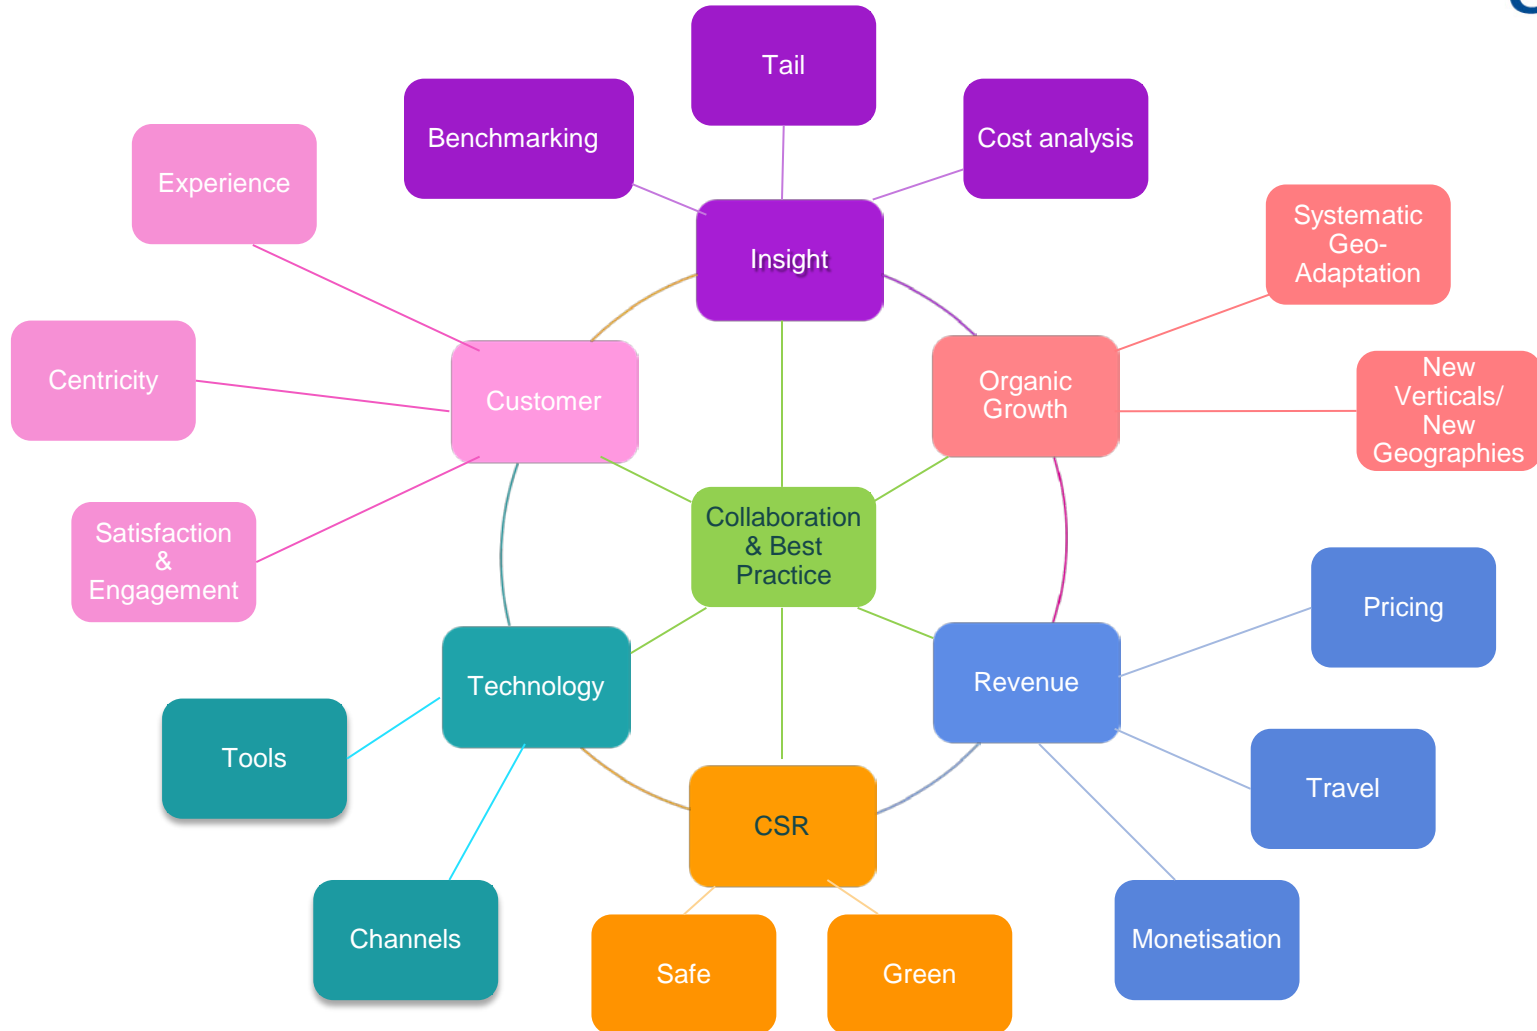 Tail
Benchmarking
Cost analysis
Experience
Insight
Systematic
Geo-
Adaptation
Centricity
Customer
Organic
Growth
New
Verticals/
New
Geographies
Collaboration
& Best
Practice
Satisfaction
&
Engagement
Pricing
Technology
Revenue
Tools
Travel
CSR
Channels
Monetisation
Safe
Green